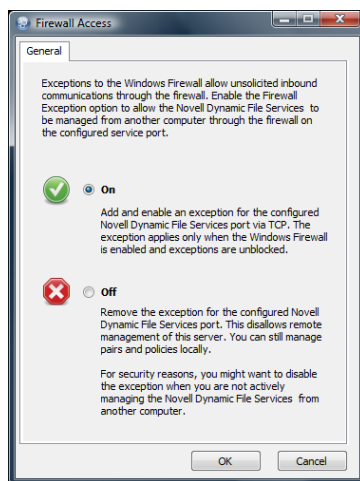 Firewall Access
General
Exceptions to the Windows Firewall allow unsolicited inbound
communications through the firewall. Enable the Firewall
Exception option to allow the Novell Dynamic File Services to
be managed from another computer through the firewall on
the configured service port.
On
Add and enable an exception for the configured
Novell Dynamic File Services port via TCP. The
exception applies only when the Windows Firewall
is enabled and exceptions are unblocked.
Off
Remove the exception for the configured Novell
Dynamic File Services port. This disallows remote
management of this server. You can still manage
pairs and policies locally.
For security reasons, you might want to disable
the exception when you are not actively
managing the Novell Dynamic File Services from
another computer.
OK Cancel